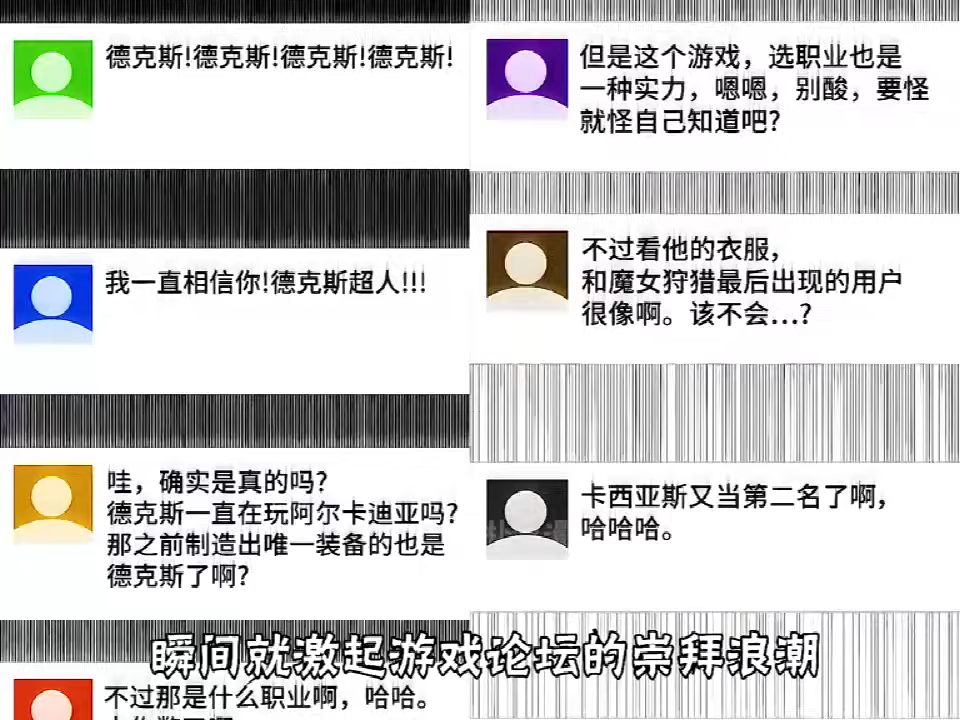 德克斯!德克斯!德克斯!德克斯!
我一直相信你!德克斯超人!!!
哇，确实是真的吗?
德克斯一直在玩阿尔卡迪亚吗?
那之前制造出唯一装备的也是
德克斯了啊?
不过那是什么职业啊，哈哈。
但是这个游戏，选职业也是
一种实力，嗯嗯，别酸，要怪
就怪自己知道吧?
不过看他的衣服，
和魔女狩猎最后出现的用户
很像啊。该不会...?
卡西亚斯又当第二名了啊，
哈哈哈。
瞬间就激起游戏论坛的崇拜浪潮